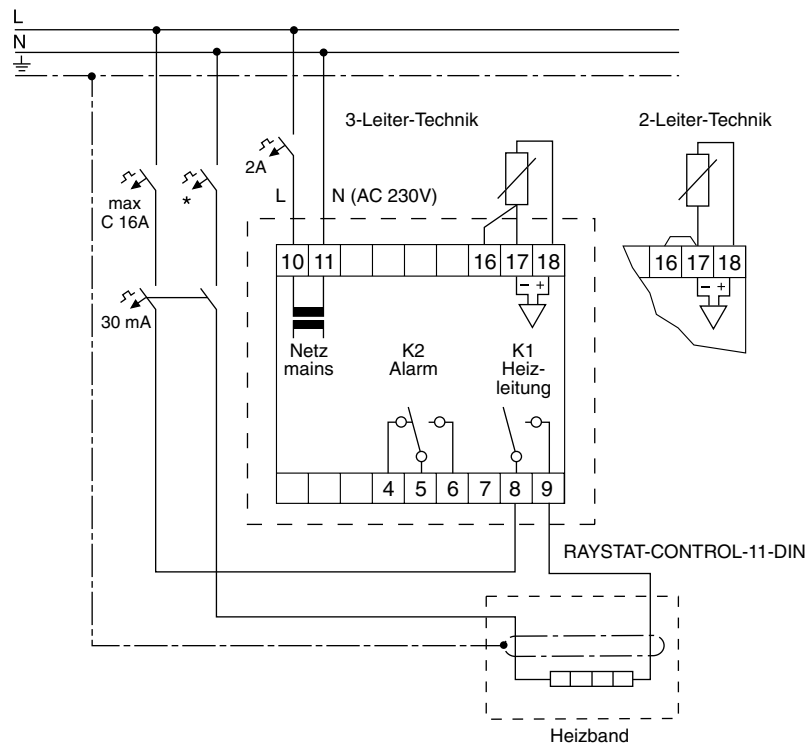 L
N
3-Leiter-Technik
2-Leiter-Technik
2A
L
N (AC 230V)
max
C 16A
*
10 11 16 17 18
16 17 18
- +
- +
30 mA
Netz
mains
K2
Alarm
K1
Heiz-
leitung
4 5 6 7 8 9
RAYSTAT-CONTROL-11-DIN
Heizband